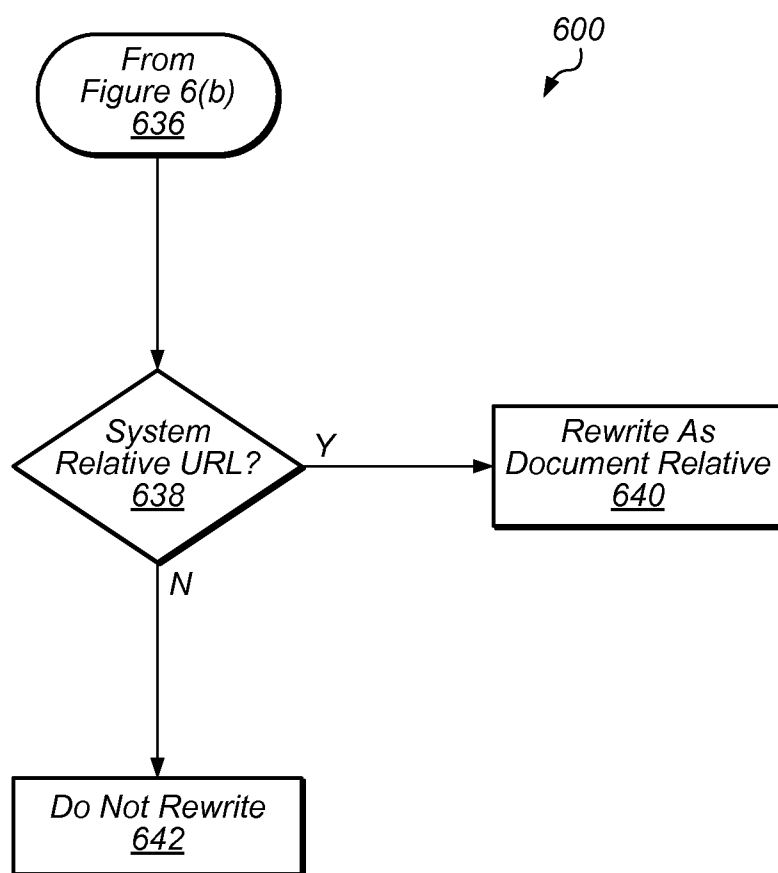 600
From
Figure 6(b)
636
System
Relative URL?
638
Y
Rewrite As
Document Relative
640
N
Do Not Rewrite
642